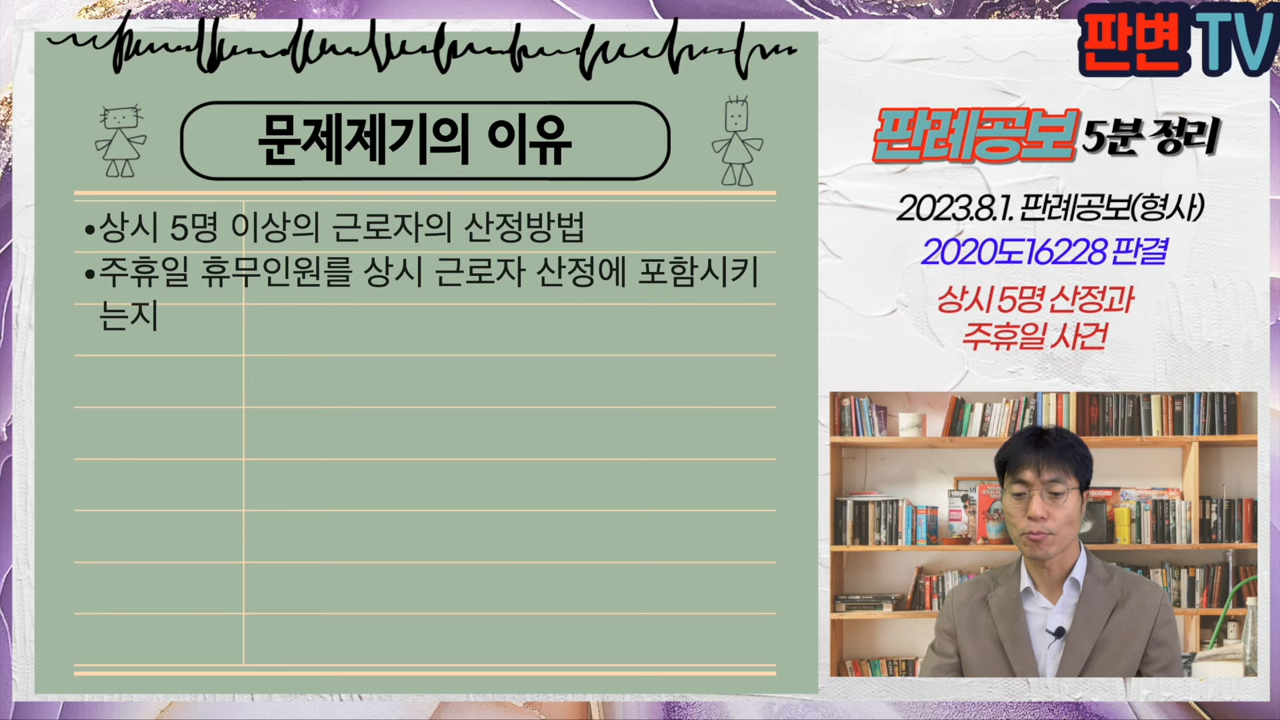 판변 TV
문제제기의 이유
•상시 5명 이상의 근로자의 산정방법
•주휴일 휴무인원를 상시 근로자 산정에 포함시키
는지
판례공보 5분 정리
2023.8.1. 판례공보(형사)
2020도16228 판결
상시 5명 산정과
주휴일 사건